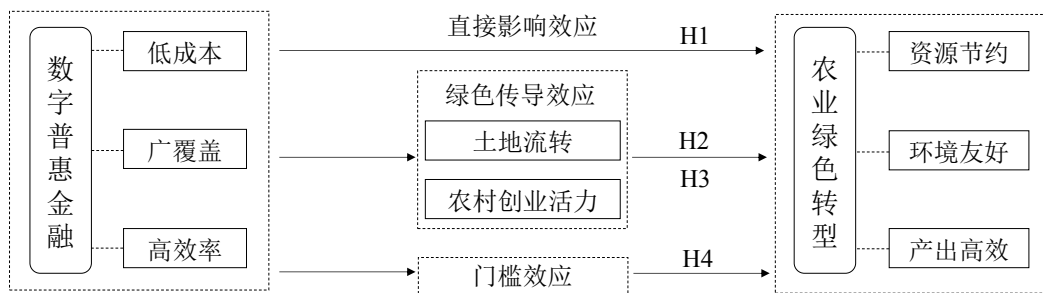 数字普惠金融
低成本
广覆盖
高效率
直接影响效应
H1
绿色传导效应
土地流转
农村创业活力
H2
H3
门槛效应
H4
农业绿色转型
资源节约
环境友好
产出高效